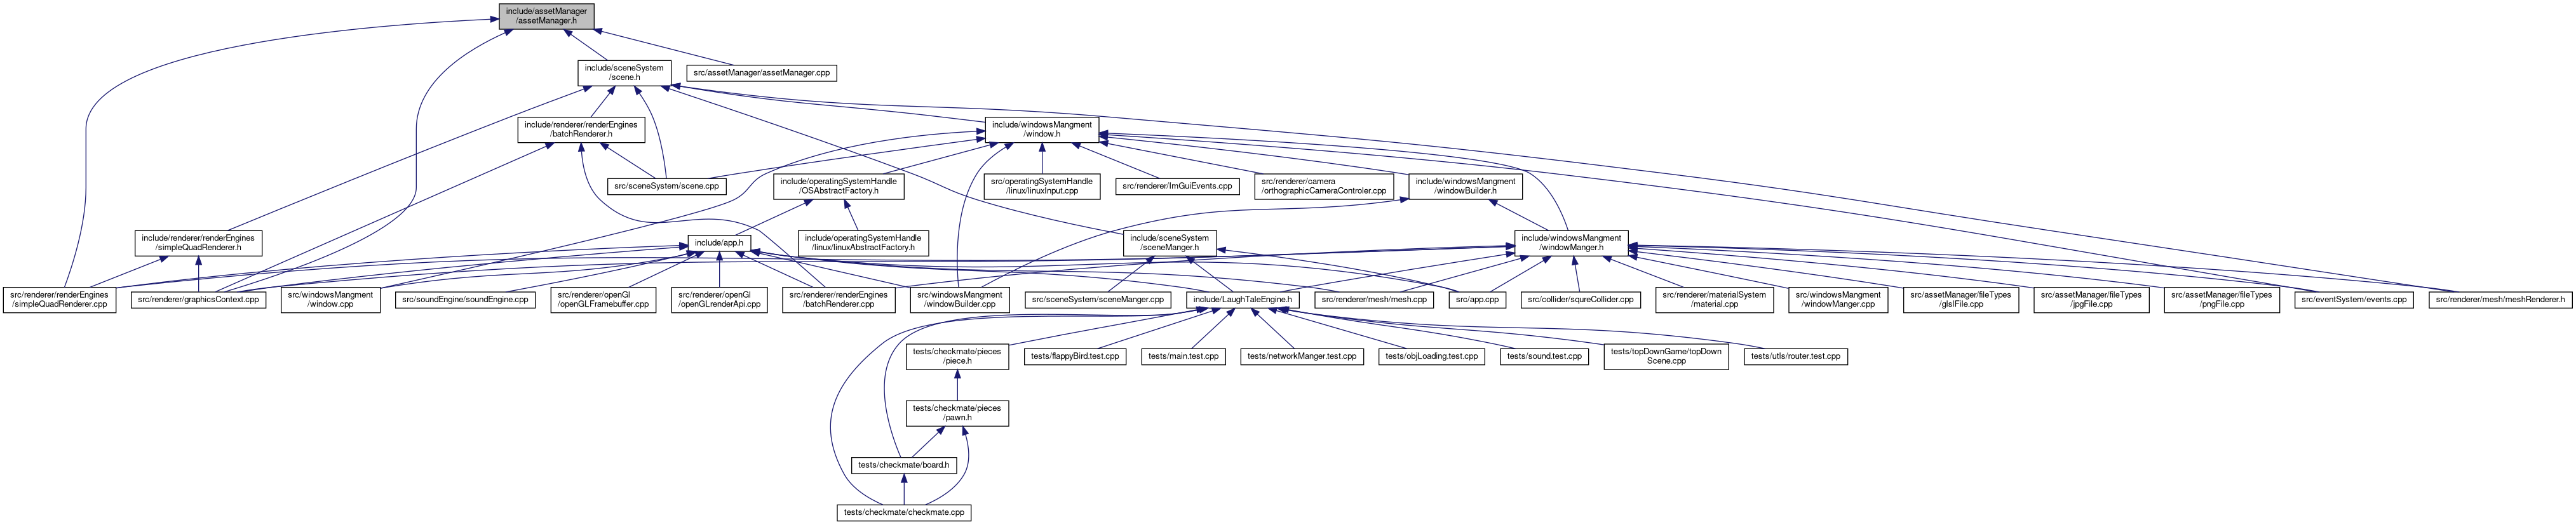 include/assetManager
/assetManager.h
include/sceneSystem
/scene.h
src/assetManager/assetManager.cpp
include/renderer/renderEngines
/batchRenderer.h
include/windowsMangment
/window.h
src/sceneSystem/scene.cpp
include/operatingSystemHandle
/OSAbstractFactory.h
src/operatingSystemHandle
/linux/linuxInput.cpp
src/renderer/ImGuiEvents.cpp
src/renderer/camera
/orthographicCameraControler.cpp
include/windowsMangment
/windowBuilder.h
include/renderer/renderEngines
/simpleQuadRenderer.h
include/app.h
include/operatingSystemHandle
/linux/linuxAbstractFactory.h
include/sceneSystem
/sceneManger.h
include/windowsMangment
/windowManger.h
src/renderer/renderEngines
/simpleQuadRenderer.cpp
src/renderer/graphicsContext.cpp
src/windowsMangment
/window.cpp
src/soundEngine/soundEngine.cpp
src/renderer/openGl
/openGLFramebuffer.cpp
src/renderer/openGl
/openGLrenderApi.cpp
src/renderer/renderEngines
/batchRenderer.cpp
src/windowsMangment
/windowBuilder.cpp
src/sceneSystem/sceneManger.cpp
include/LaughTaleEngine.h
src/renderer/mesh/mesh.cpp
src/app.cpp
src/collider/squreCollider.cpp
src/renderer/materialSystem
/material.cpp
src/windowsMangment
/windowManger.cpp
src/assetManager/fileTypes
/glslFile.cpp
src/assetManager/fileTypes
/jpgFile.cpp
src/assetManager/fileTypes
/pngFile.cpp
src/eventSystem/events.cpp
src/renderer/mesh/meshRenderer.h
tests/checkmate/pieces
/piece.h
tests/flappyBird.test.cpp
tests/main.test.cpp
tests/networkManger.test.cpp
tests/objLoading.test.cpp
tests/sound.test.cpp
tests/topDownGame/topDown
Scene.cpp
tests/utls/router.test.cpp
tests/checkmate/pieces
/pawn.h
tests/checkmate/board.h
tests/checkmate/checkmate.cpp